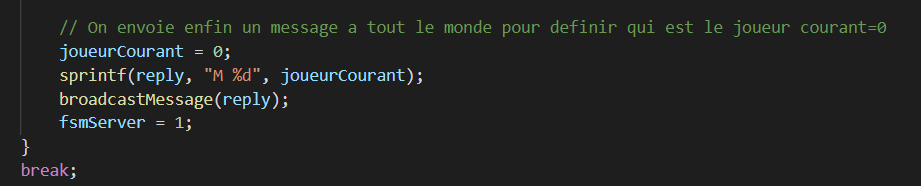 // On envoie enfin un message a tout le monde pour definir qui est le joueur courant=0
joueurCourant = 0;
sprintf(reply, "M %d", joueurCourant);
broadcastMessage(reply);
fsmServer = 1;
}
break;